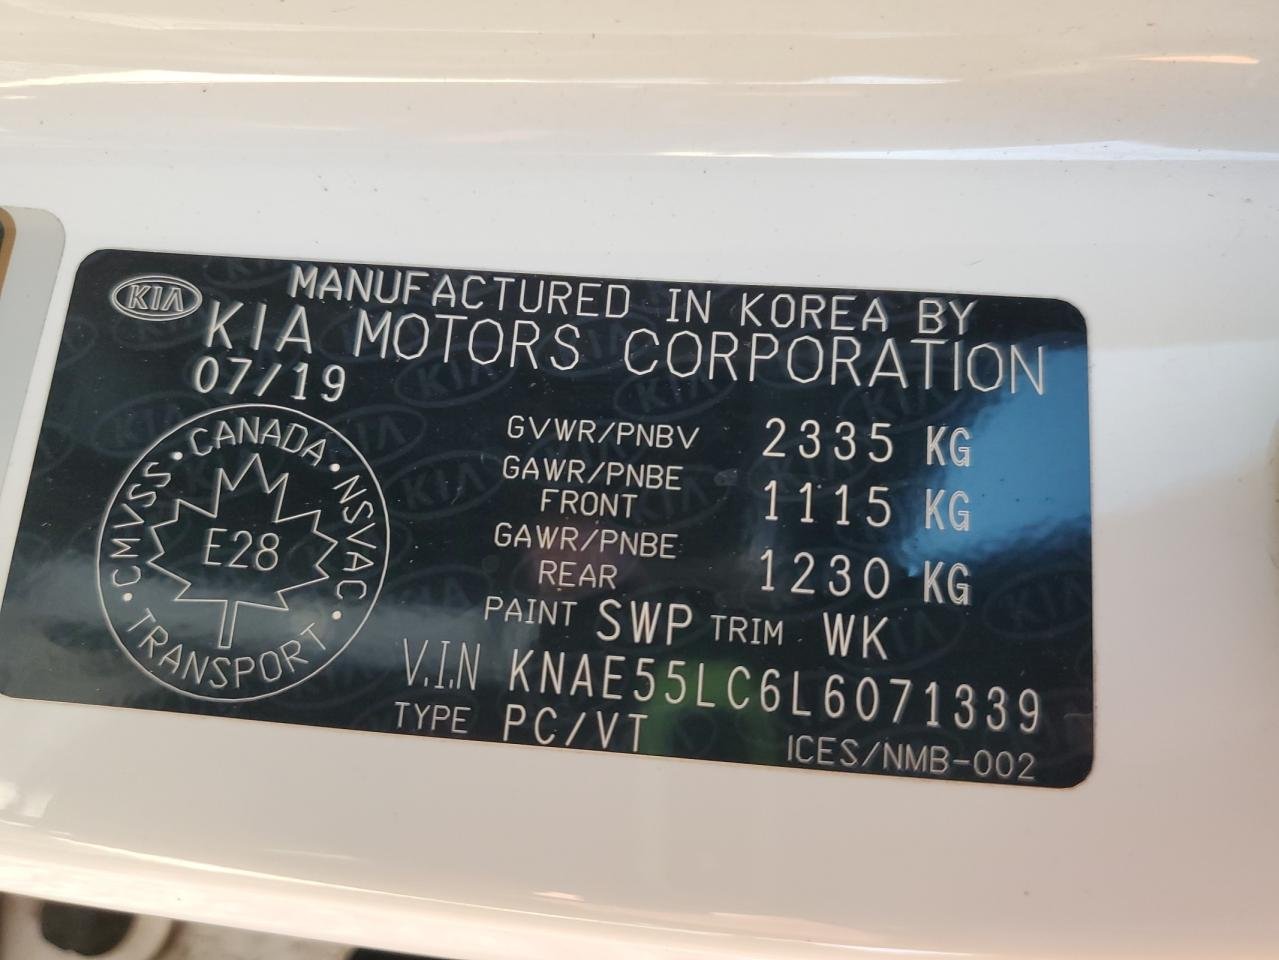 KIA
MANUFACTURED IN KOREA BY
KIA MOTORS CORPORATION
07/19
GVWR/PNBV 2335 KG
GAWR/PNBE FRONT 1115 KG
GAWR/PNBE REAR 1230 KG
PAINT SWP TRIM WK
V.I.N KNAE55LC6L6071339
TYPE PC/VT
ICES/NMB-002
CANADA · NSVAC · TRANSPORT · CMVSS ·
E28